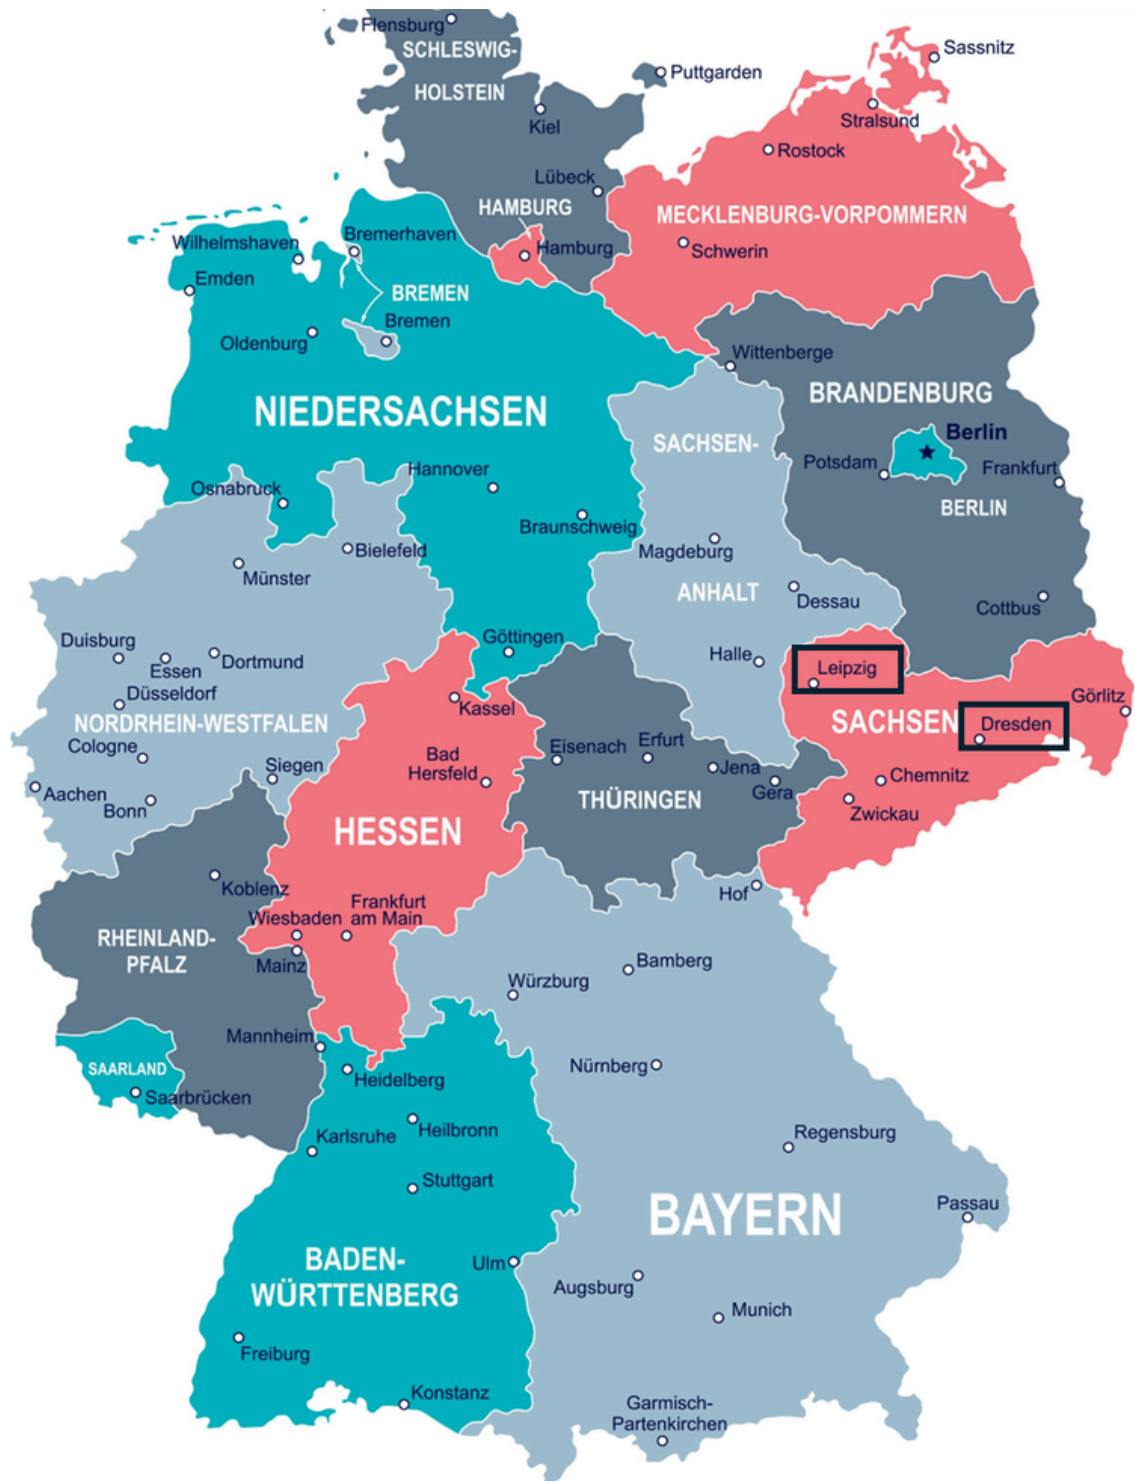 Flensburg
SCHLESWIG-
HOLSTEIN
Sassnitz
Puttgarden
Kiel
Stralsund
Rostock
Lübeck
HAMBURG
Hamburg
MECKLENBURG-VORPOMMERN
Schwerin
Wilhelmshaven
Bremerhaven
Emden
BREMEN
Bremen
Oldenburg
Wittenberge
BRANDENBURG
NIEDERSACHSEN
SACHSEN-
Berlin
Potsdam
Frankfurt
BERLIN
Hannover
Osnabruck
Braunschweig
Bielefeld
Magdeburg
Münster
ANHALT
Dessau
Cottbus
Duisburg
Essen
Dortmund
Göttingen
Halle
Leipzig
Düsseldorf
NORDRHEIN-WESTFALEN
Kassel
SACHSEN
Dresden
Görlitz
Cologne
Siegen
Bad
Hersfeld
Eisenach
Erfurt
Jena
Gera
Chemnitz
Aachen
Bonn
THÜRINGEN
Zwickau
HESSEN
Koblenz
Hof
Wiesbaden
Frankfurt
am Main
RHEINLAND-
PFALZ
Mainz
Bamberg
Würzburg
Mannheim
SAARLAND
Saarbrücken
Heidelberg
Nürnberg
Karlsruhe
Heilbronn
Regensburg
Stuttgart
BAYERN
Passau
BADEN-
WÜRTTENBERG
Ulm
Augsburg
Munich
Freiburg
Konstanz
Garmisch-
Partenkirchen